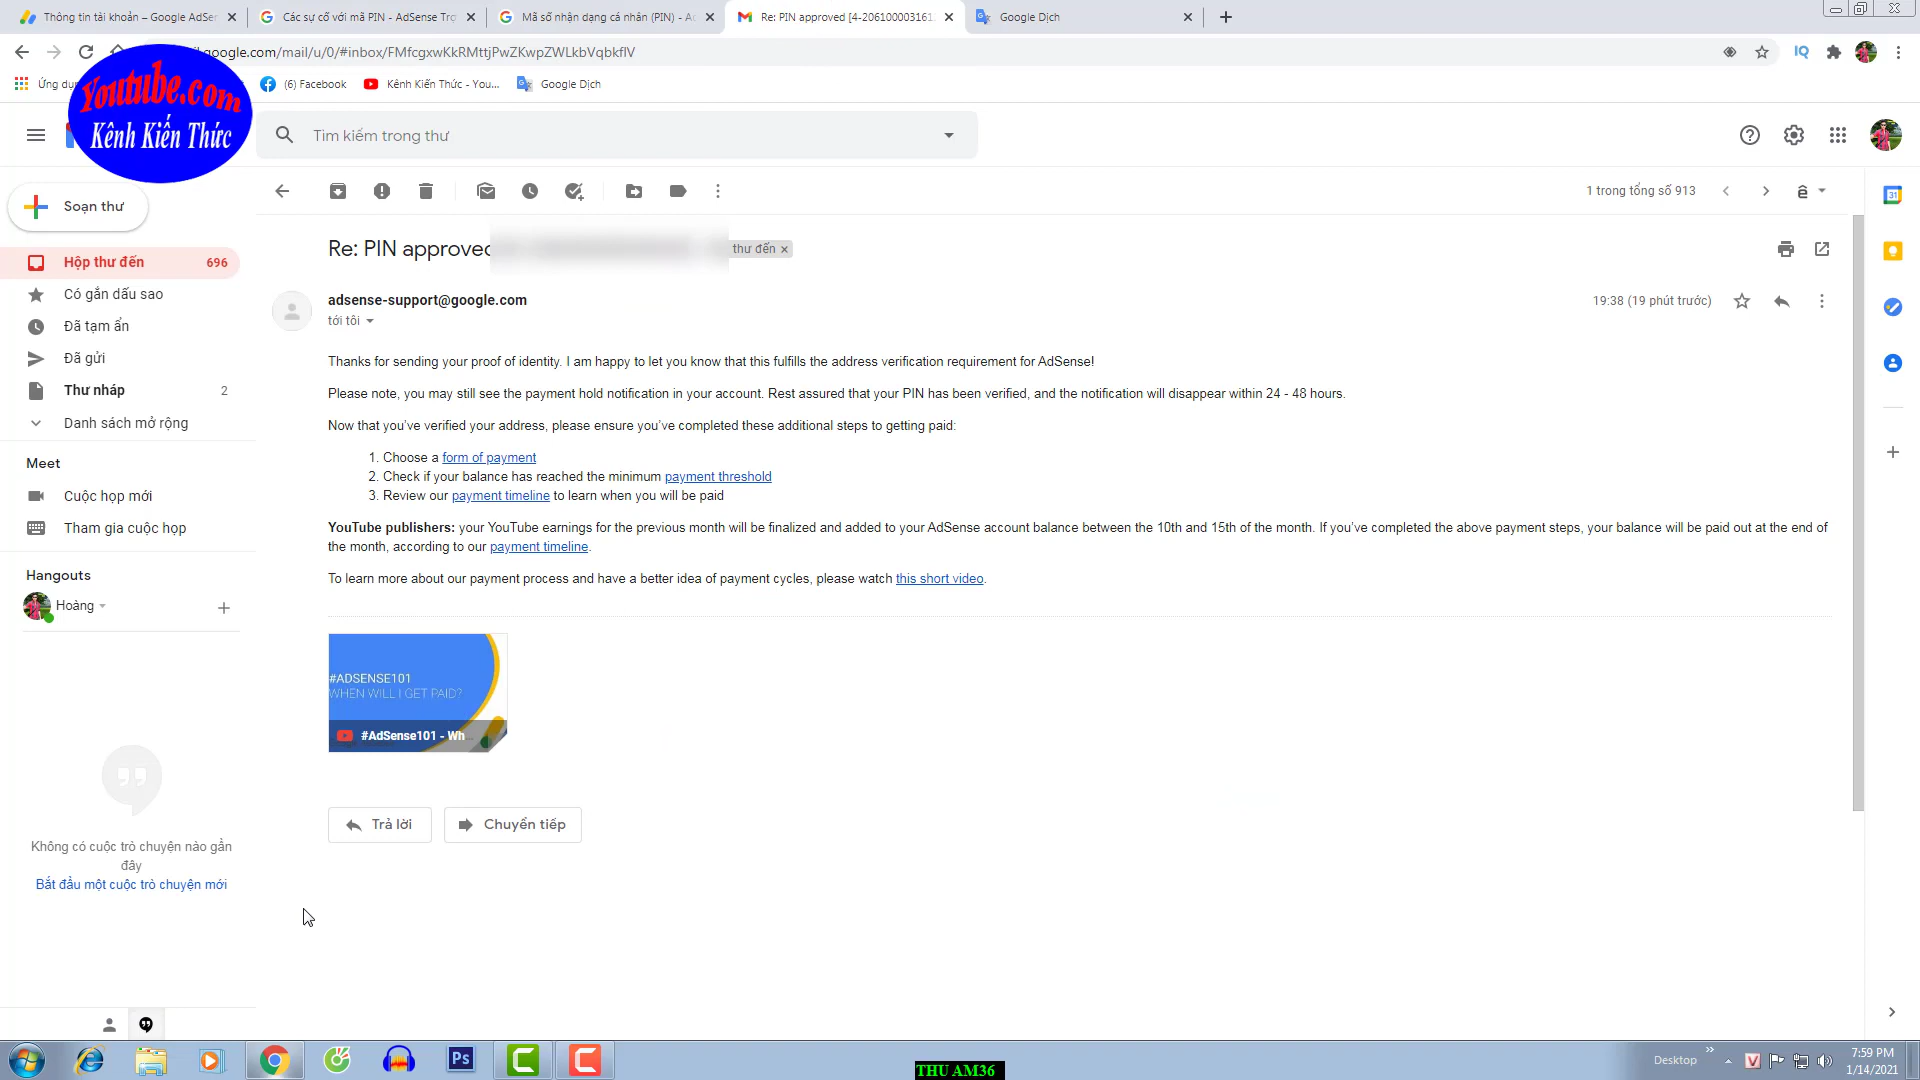 Thông tin tài khoản – Google AdSen
Các sự cố với mã PIN - AdSense Trợ
Mã số nhận dạng cá nhân (PIN) - Ad
Re: PIN approved [4-2061000031612
Google Dịch
google.com/mail/u/0/#inbox/FMfcgxwKkRMttjPwZKwpZWLkbVqbkflV
Ứng dụ
(6) Facebook
Kênh Kiến Thức - You...
Google Dịch
Youtube.com
Kênh Kiến Thức
Tìm kiếm trong thư
Soạn thư
1 trong tổng số 913
Hộp thư đến 696
Có gắn dấu sao
Đã tạm ẩn
Đã gửi
Thư nháp 2
Danh sách mở rộng
Meet
Cuộc họp mới
Tham gia cuộc họp
Hangouts
Hoàng
Không có cuộc trò chuyện nào gần
đây
Bắt đầu một cuộc trò chuyện mới
Re: PIN approved
thư đến ×
adsense-support@google.com
19:38 (19 phút trước)
tới tôi
Thanks for sending your proof of identity. I am happy to let you know that this fulfills the address verification requirement for AdSense!
Please note, you may still see the payment hold notification in your account. Rest assured that your PIN has been verified, and the notification will disappear within 24 - 48 hours.
Now that you've verified your address, please ensure you've completed these additional steps to getting paid:
1. Choose a form of payment
2. Check if your balance has reached the minimum payment threshold
3. Review our payment timeline to learn when you will be paid
YouTube publishers: your YouTube earnings for the previous month will be finalized and added to your AdSense account balance between the 10th and 15th of the month. If you've completed the above payment steps, your balance will be paid out at the end of
the month, according to our payment timeline.
To learn more about our payment process and have a better idea of payment cycles, please watch this short video.
#ADSENSE101
WHEN WILL I GET PAID?
#AdSense101 - Wh
Trả lời
Chuyển tiếp
Desktop
7:59 PM
1/14/2021
THU AM36